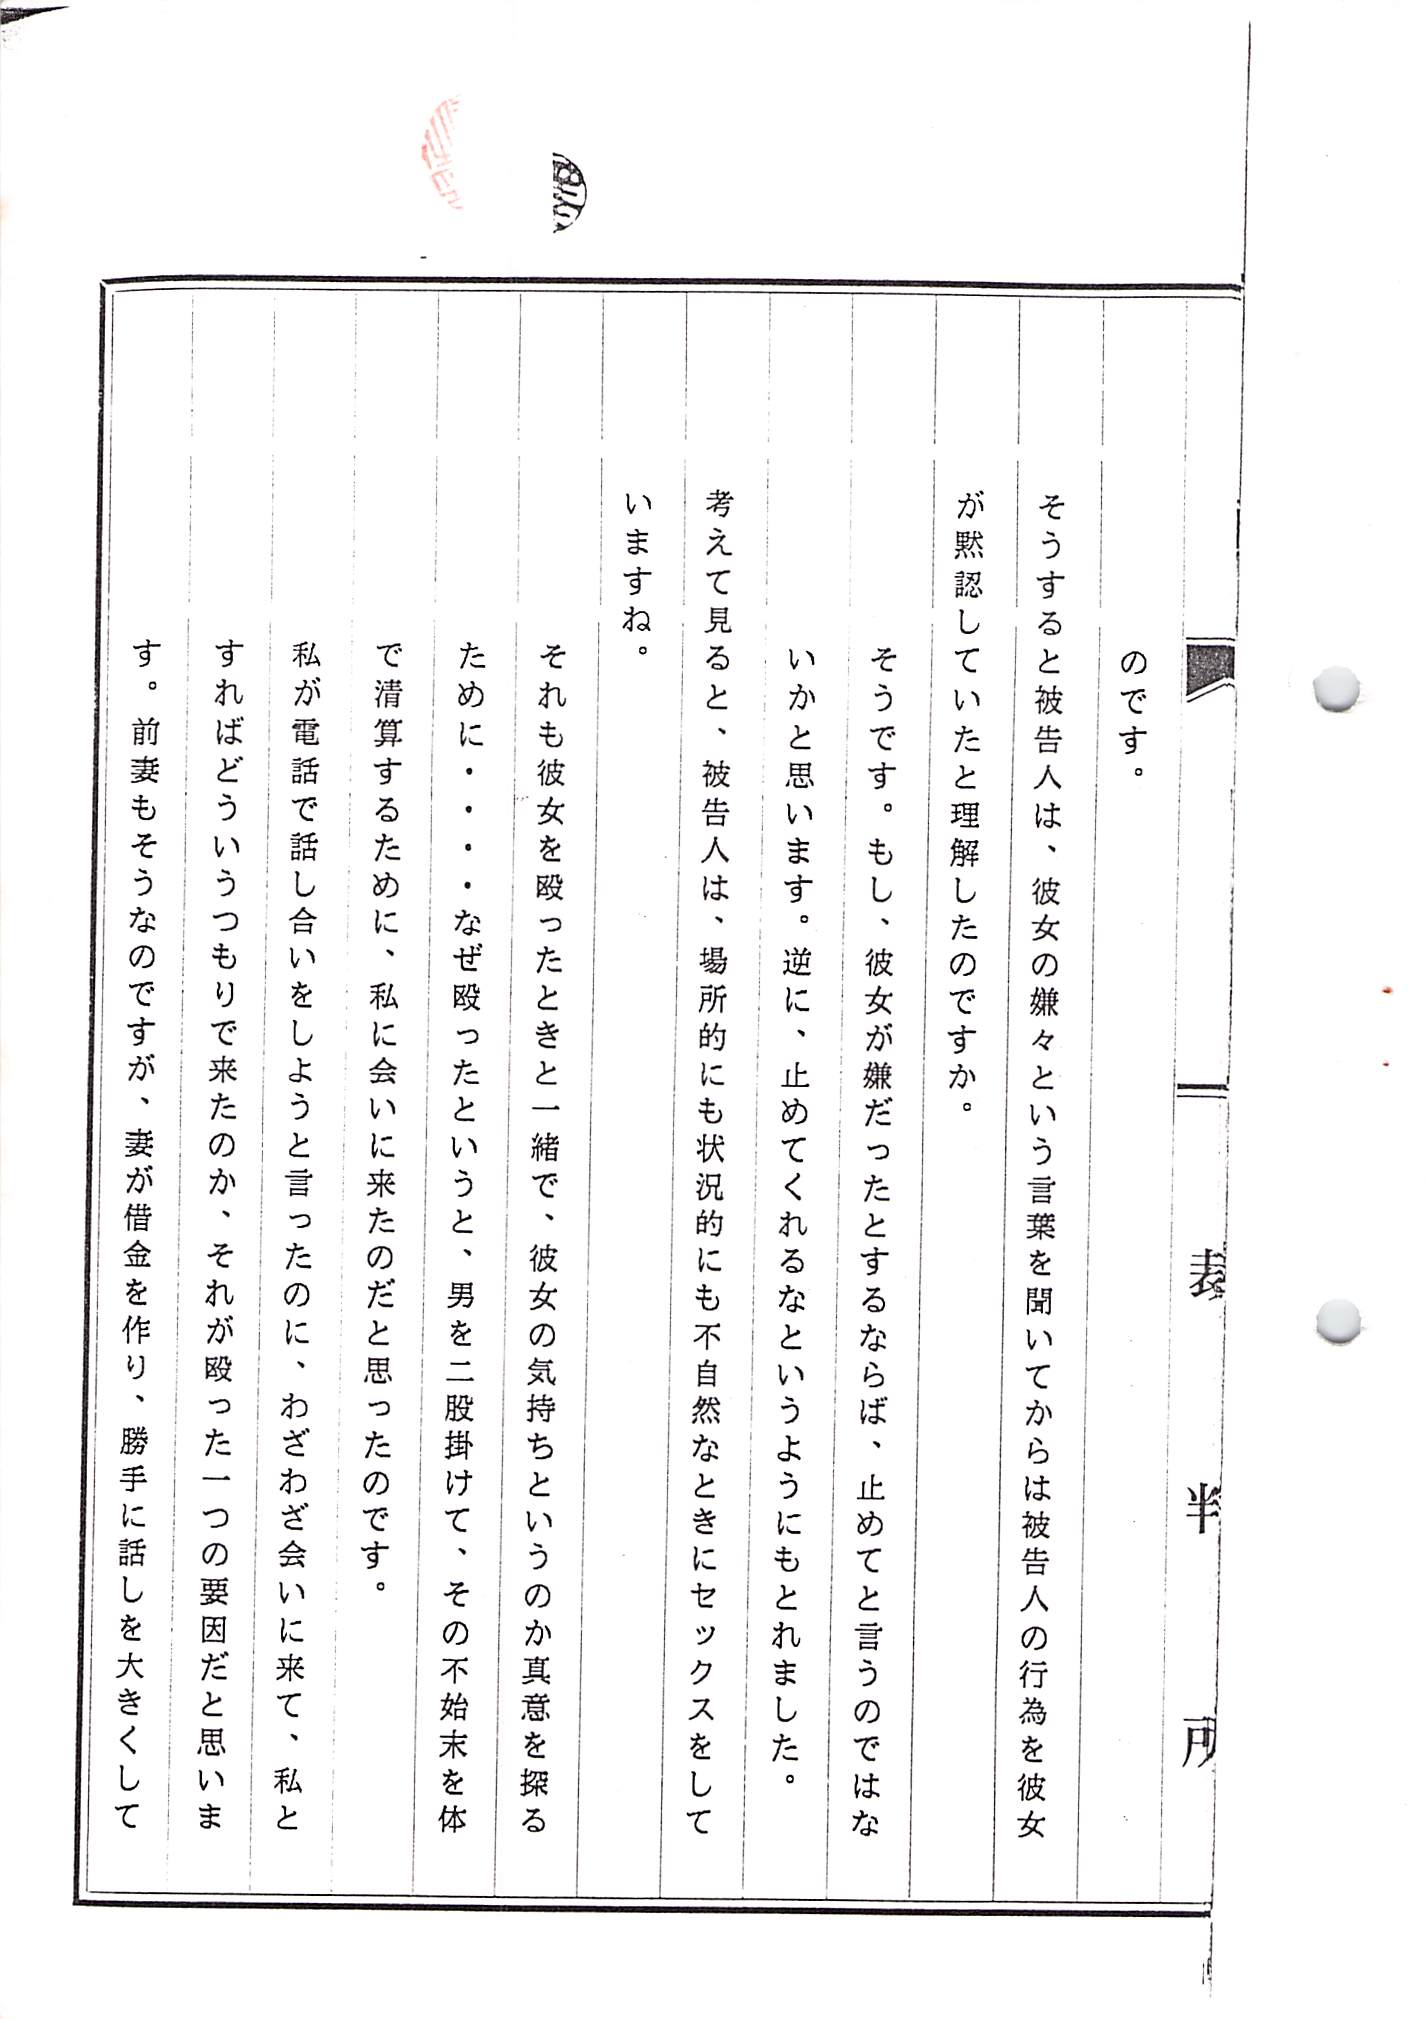 のです。
そうすると被告人は、彼女の嫌々という言葉を聞いてからは被告人の行為を彼女
が黙認していたと理解したのですか。
そうです。もし、彼女が嫌だったとするならば、止めてと言うのではな
いかと思います。逆に、止めてくれるなというようにもとれました。
考えて見ると、被告人は、場所的にも状況的にも不自然なときにセックスをして
いますね。
それも彼女を殴ったときと一緒で、彼女の気持ちというのか真意を探る
ために・・・・なぜ殴ったというと、男を二股掛けて、その不始末を体
で清算するために、私に会いに来たのだと思ったのです。
私が電話で話し合いをしようと言ったのに、わざわざ会いに来て、私と
すればどういうつもりで来たのか、それが殴った一つの要因だと思いま
す。前妻もそうなのですが、妻が借金を作り、勝手に話しを大きくして